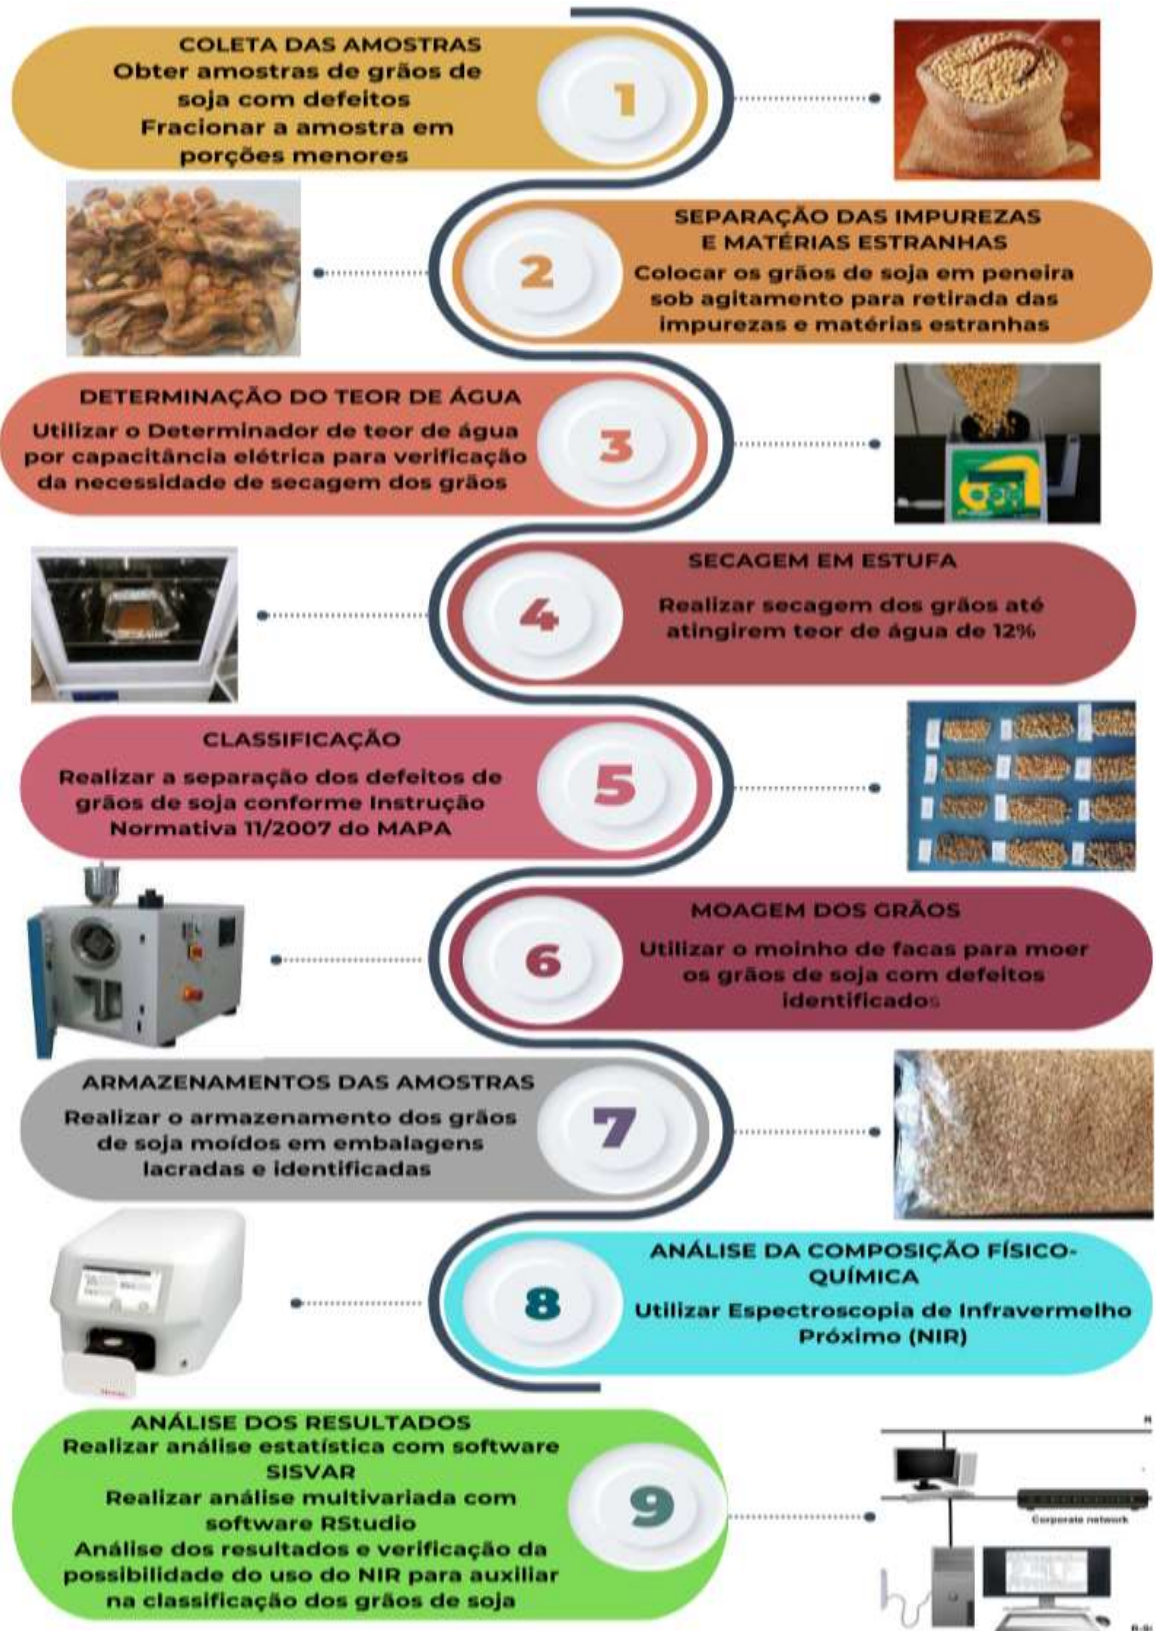 COLETA DAS AMOSTRAS
Obter amostras de grãos de
soja com defeitos
Fracionar a amostra em
porções menores
1
SEPARAÇÃO DAS IMPUREZAS
E MATÉRIAS ESTRANHAS
2
Colocar os grãos de soja em peneira
sob agitamento para retirada das
impurezas e matérias estranhas
DETERMINAÇÃO DO TEOR DE ÁGUA
Utilizar o Determinador de teor de água
por capacitância elétrica para verificação
da necessidade de secagem dos grãos
3
SECAGEM EM ESTUFA
4
Realizar secagem dos grãos até
atingirem teor de água de 12%
CLASSIFICAÇÃO
Realizar a separação dos defeitos de
grãos de soja conforme Instrução
Normativa 11/2007 do MAPA
5
MOAGEM DOS GRÃOS
6
Utilizar o moinho de facas para moer
os grãos de soja com defeitos
identificados
ARMAZENAMENTOS DAS AMOSTRAS
Realizar o armazenamento dos grãos
de soja moídos em embalagens
lacradas e identificadas
7
ANÁLISE DA COMPOSIÇÃO FÍSICO-
QUÍMICA
8
Utilizar Espectroscopia de Infravermelho
Próximo (NIR)
ANÁLISE DOS RESULTADOS
Realizar análise estatística com software
SISVAR
Realizar análise multivariada com
software RStudio
Análise dos resultados e verificação da
possibilidade do uso do NIR para auxiliar
na classificação dos grãos de soja
9
Corporate network